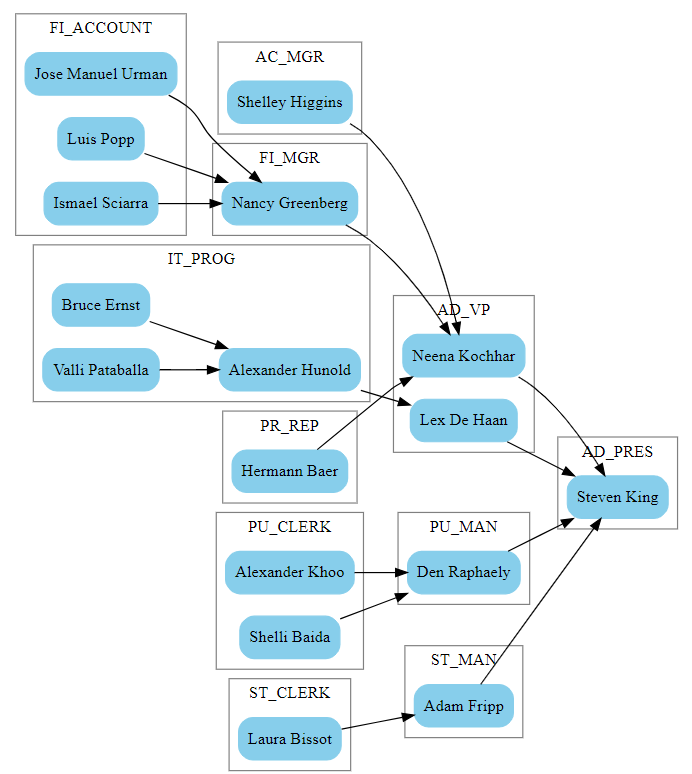 FI_ACCOUNT
Jose Manuel Urman
Luis Popp
Ismael Sciarra
AC_MGR
Shelley Higgins
FI_MGR
Nancy Greenberg
IT_PROG
Bruce Ernst
Valli Pataballa
Alexander Hunold
AD_VP
Neena Kochhar
Lex De Haan
PR_REP
Hermann Baer
AD_PRES
Steven King
PU_CLERK
Alexander Khoo
Shelli Baida
PU_MAN
Den Raphaely
ST_MAN
Adam Fripp
ST_CLERK
Laura Bissot